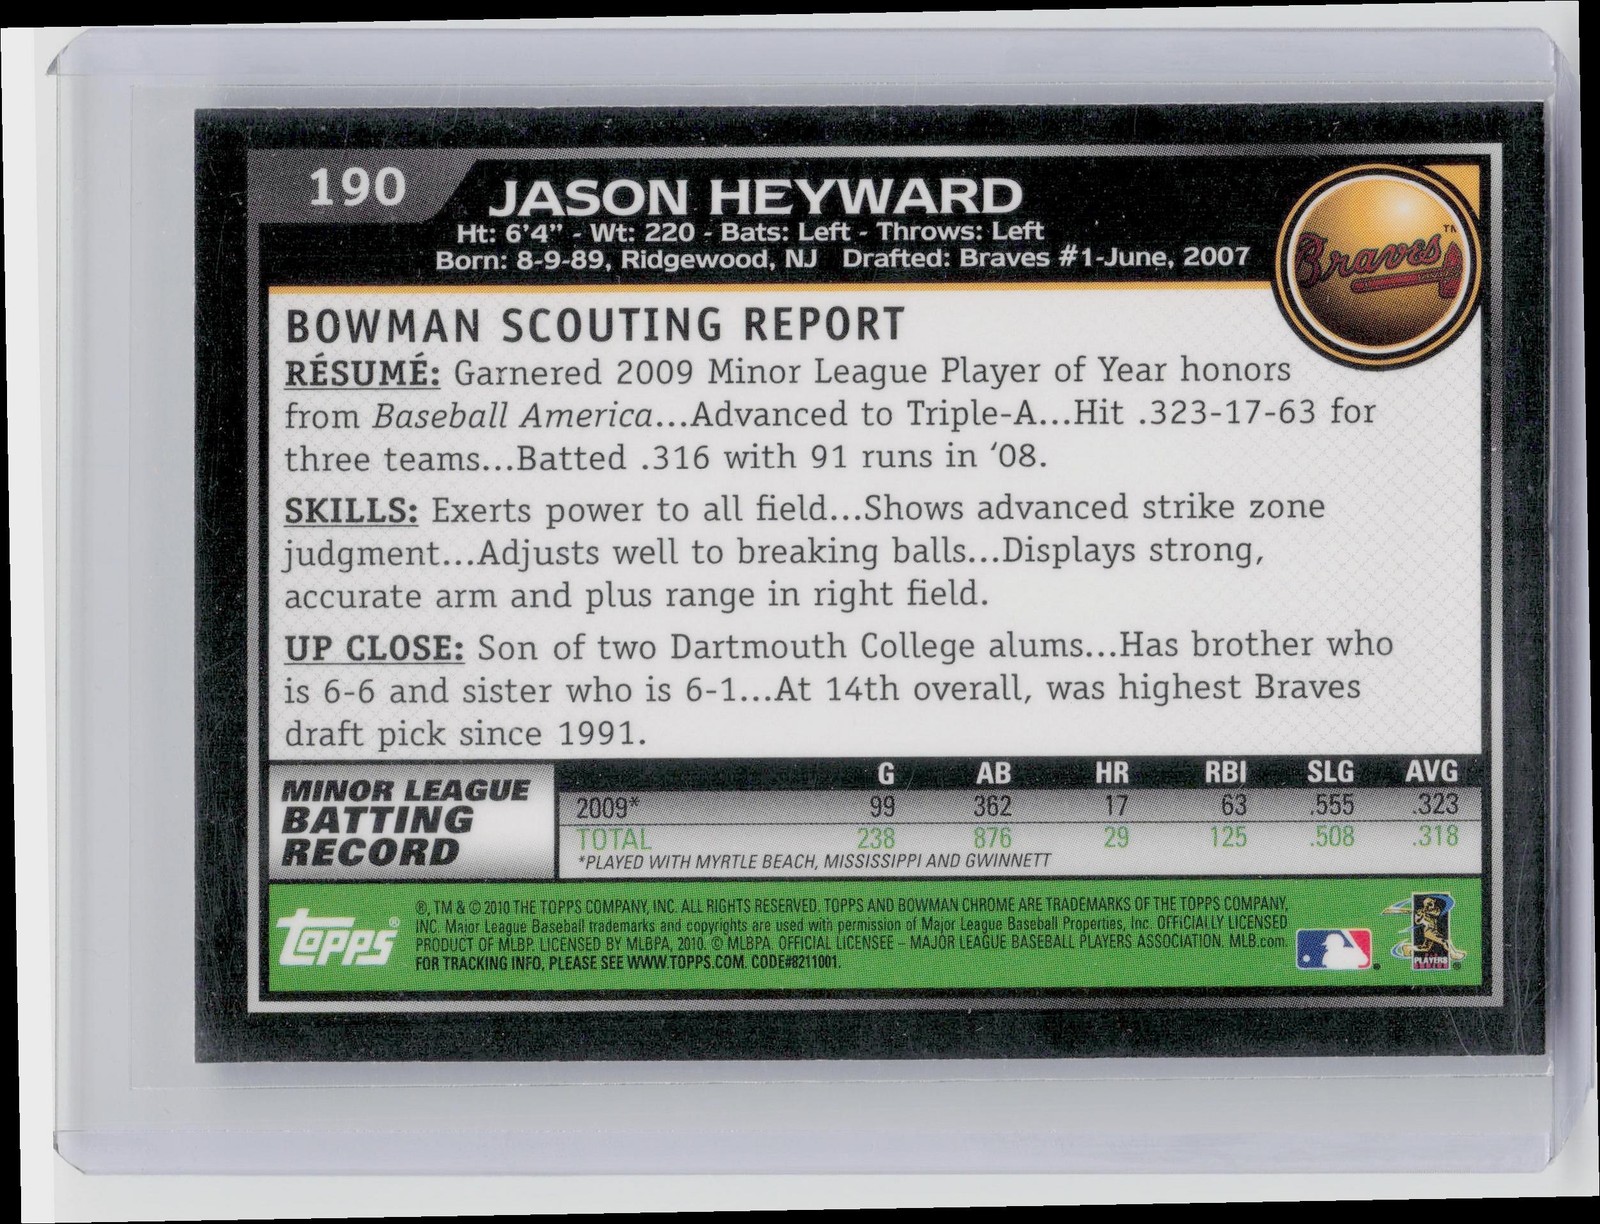 190
JASON HEYWARD
Ht: 6'4" - Wt: 220 - Bats: Left - Throws: Left
Born: 8-9-89, Ridgewood, NJ Drafted: Braves #1-June, 2007
Braves TM
BOWMAN SCOUTING REPORT
RÉSUMÉ: Garnered 2009 Minor League Player of Year honors
from Baseball America...Advanced to Triple-A...Hit .323-17-63 for
three teams...Batted .316 with 91 runs in '08.
SKILLS: Exerts power to all field...Shows advanced strike zone
judgment...Adjusts well to breaking balls...Displays strong,
accurate arm and plus range in right field.
UP CLOSE: Son of two Dartmouth College alums...Has brother who
is 6-6 and sister who is 6-1...At 14th overall, was highest Braves
draft pick since 1991.
MINOR LEAGUE
BATTING
RECORD
G AB HR RBI SLG AVG
2009* 99 362 17 63 .555 .323
TOTAL 238 876 29 125 .508 .318
*PLAYED WITH MYRTLE BEACH, MISSISSIPPI AND GWINNETT
topps®
®, TM & © 2010 THE TOPPS COMPANY, INC. ALL RIGHTS RESERVED. TOPPS AND BOWMAN CHROME ARE TRADEMARKS OF THE TOPPS COMPANY,
INC. Major League Baseball trademarks and copyrights are used with permission of Major League Baseball Properties, Inc. OFFICIALLY LICENSED
PRODUCT OF MLBP. LICENSED BY MLBPA, 2010. © MLBPA. OFFICIAL LICENSEE – MAJOR LEAGUE BASEBALL PLAYERS ASSOCIATION. MLB.com.
FOR TRACKING INFO, PLEASE SEE WWW.TOPPS.COM. CODE#8211001.
PLAYERS